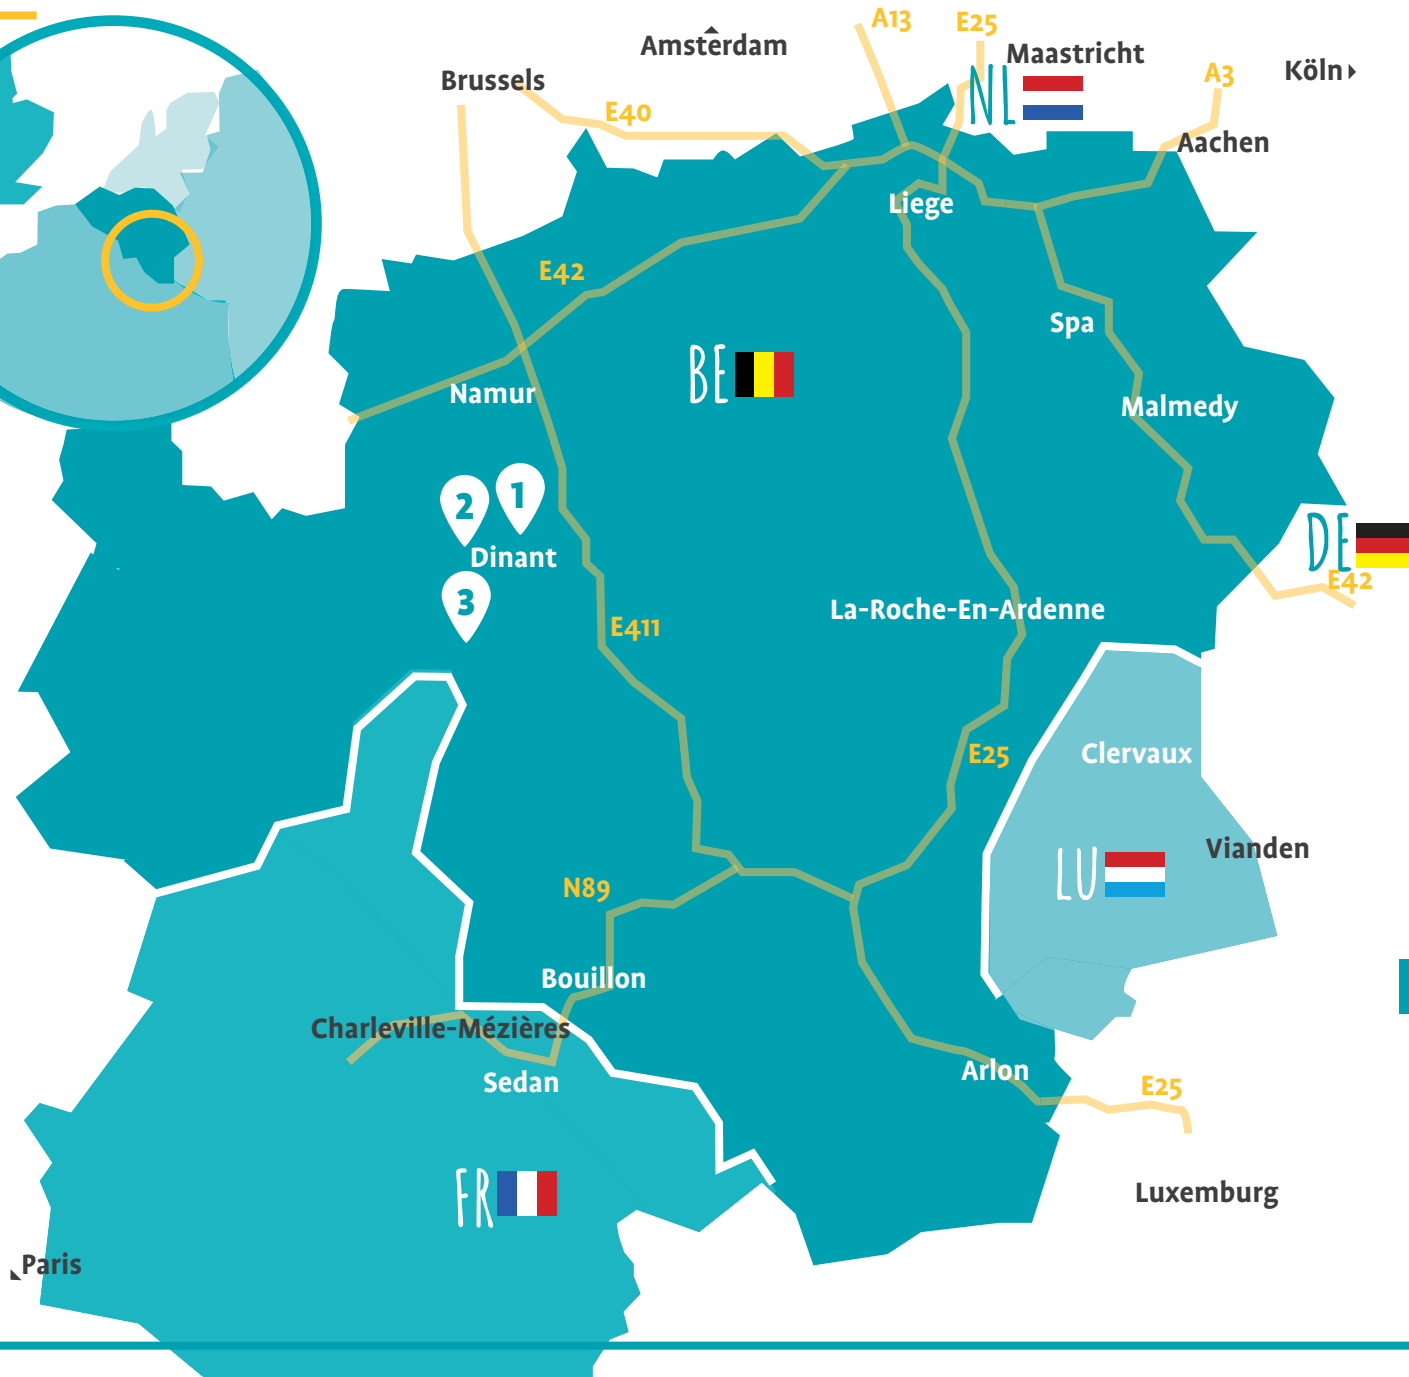 A13
E25
Amsterdam
Maastricht
Brussels
Köln
A3
NL
E40
Aachen
Liege
E42
Spa
BE
Namur
Malmedy
2
1
Dinant
DE
E42
3
La-Roche-En-Ardenne
E411
Clervaux
E25
Vianden
LU
N89
Bouillon
Charleville-Mézières
Arlon
Sedan
E25
FR
Luxemburg
Paris